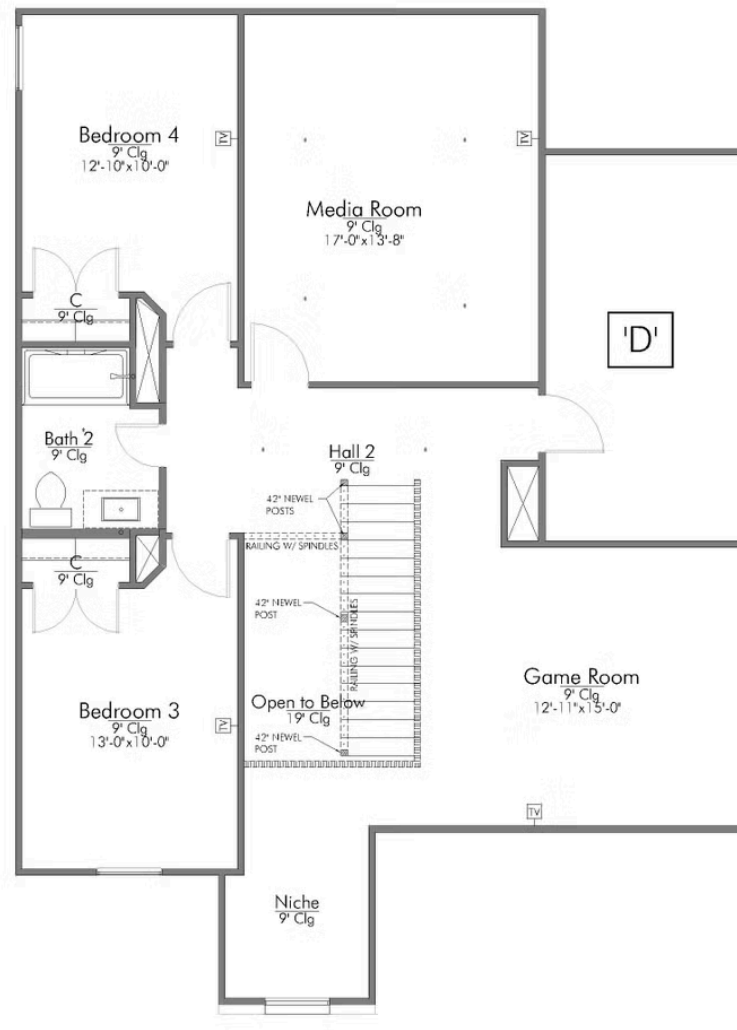 Bedroom 4
9' Clg
12'-10"x10'-0"
TV
TV
Media Room
9' Clg
17'-0"x13'-8"
C
9' Clg
'D'
Bath 2
9' Clg
Hall 2
9' Clg
42" NEWEL
POSTS
RAILING W/ SPINDLES
C
9' Clg
42" NEWEL
POST
RAILING W/ SPINDLES
Game Room
9' Clg
12'-11"x15'-0"
Open to Below
19' Clg
Bedroom 3
9' Clg
13'-0"x10'-0"
TV
42" NEWEL
POST
TV
Niche
9' Clg